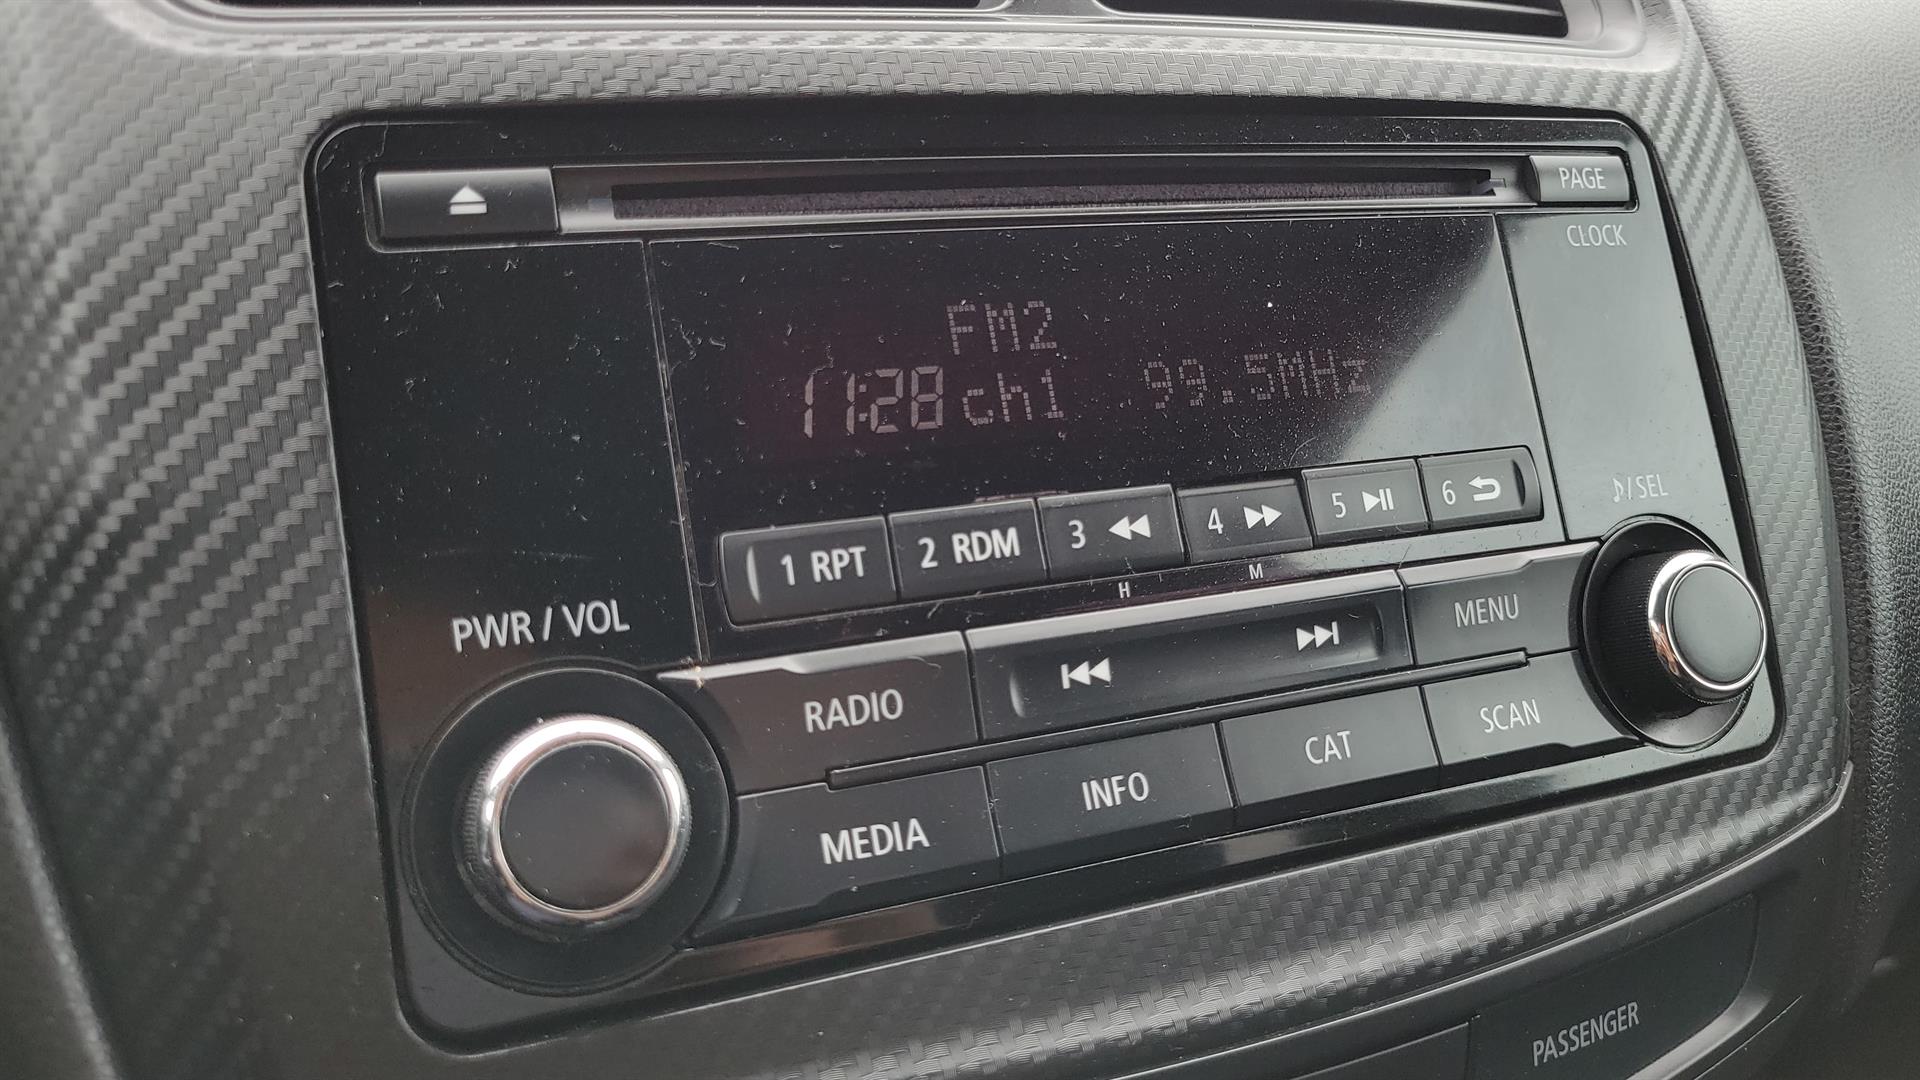 PAGE
CLOCK
FM2
11:28 ch1 99.5MHz
♪/SEL
1 RPT 2 RDM 3 4 5 6
H M
PWR / VOL
RADIO MENU
MEDIA INFO CAT SCAN
PASSENGER